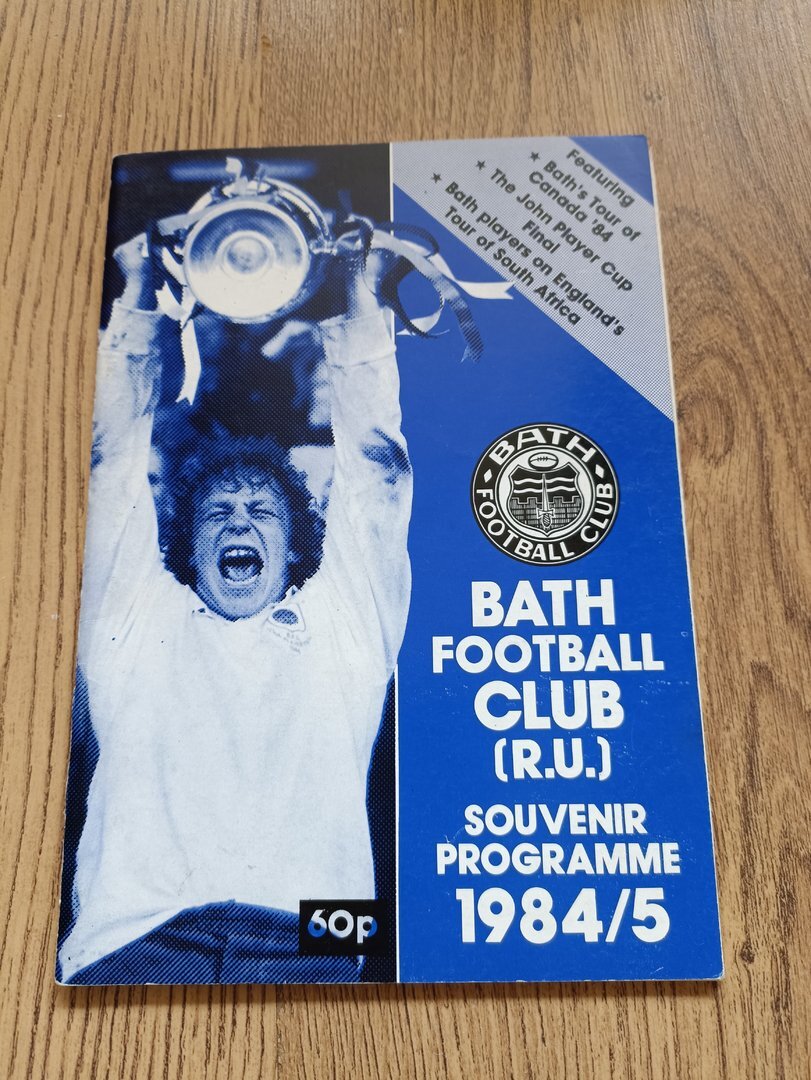 Featuring
★ Bath's Tour of
Canada '84
★ The John Player Cup
Final
★ Bath players on England's
Tour of South Africa
BATH
FOOTBALL CLUB
BATH
FOOTBALL
CLUB
(R.U.)
SOUVENIR
PROGRAMME
1984/5
60p